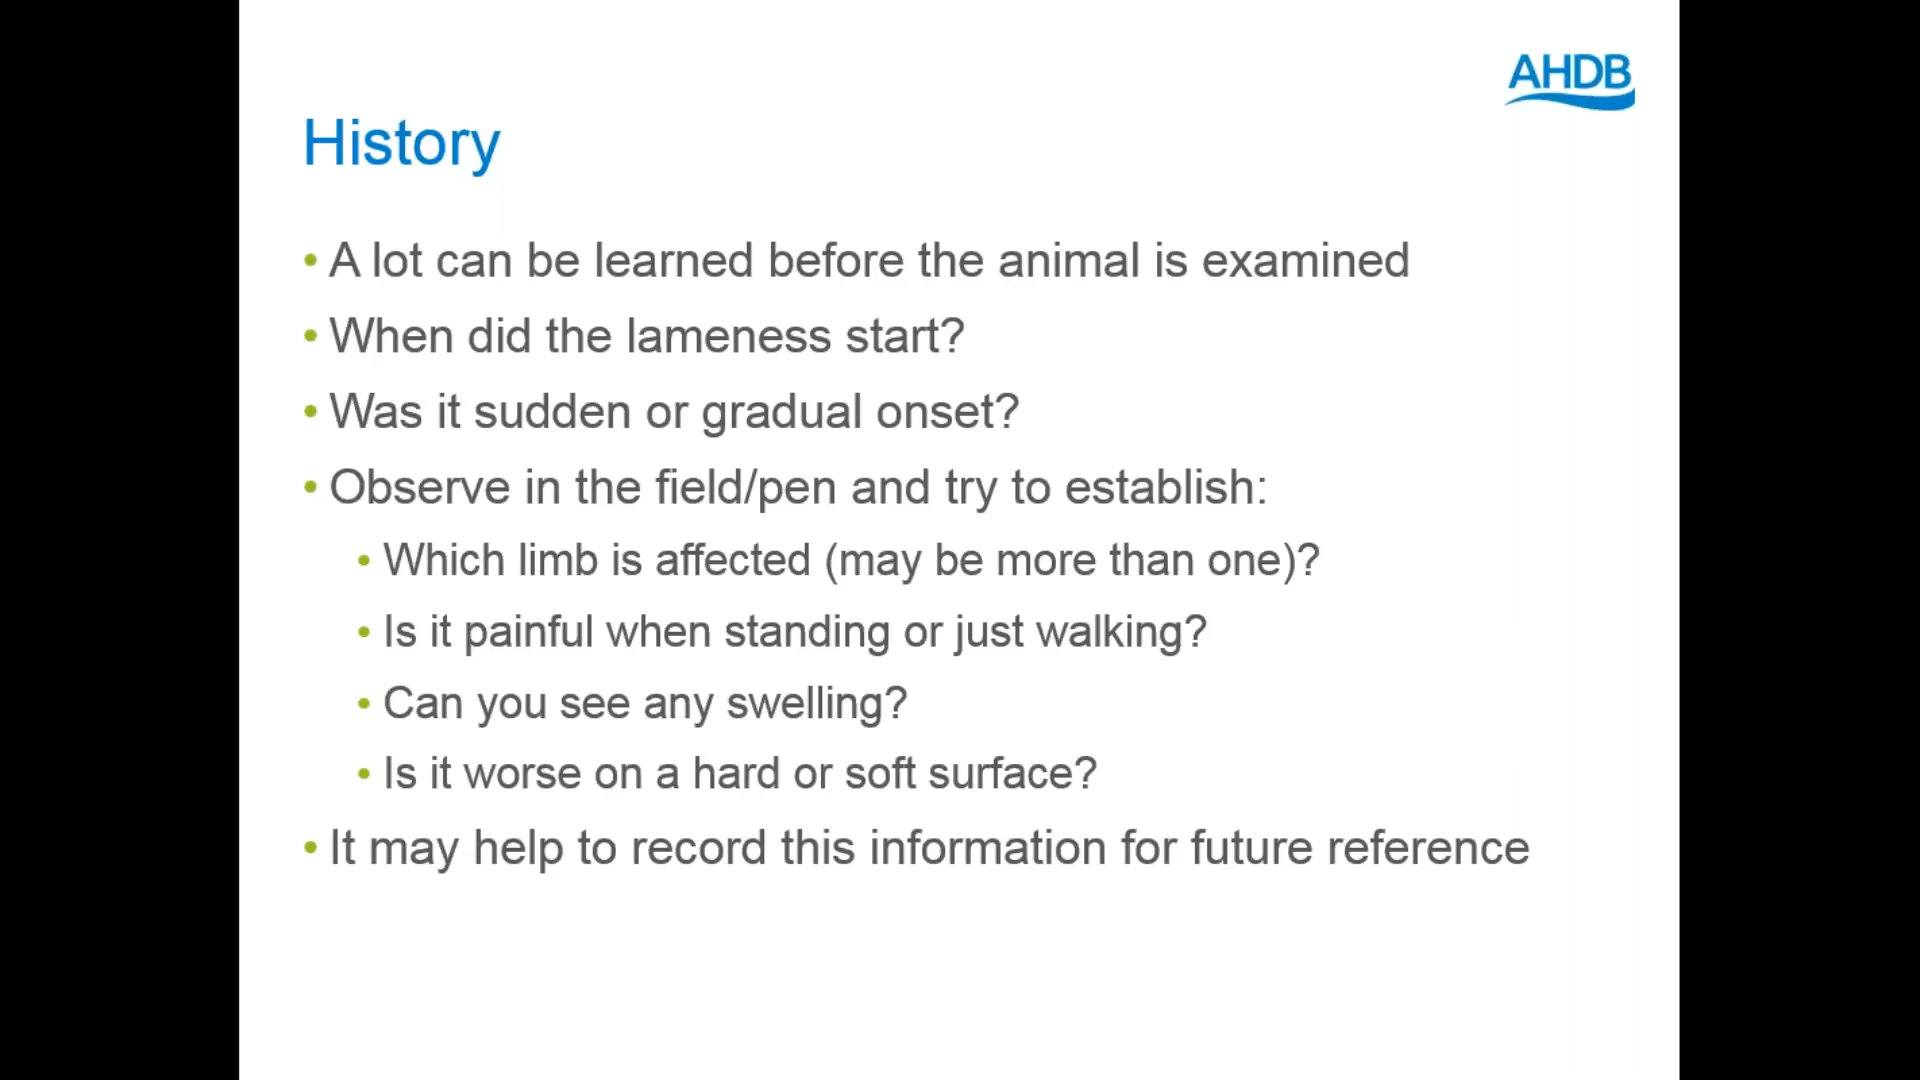 AHDB
History
• A lot can be learned before the animal is examined
• When did the lameness start?
• Was it sudden or gradual onset?
• Observe in the field/pen and try to establish:
• Which limb is affected (may be more than one)?
• Is it painful when standing or just walking?
• Can you see any swelling?
• Is it worse on a hard or soft surface?
• It may help to record this information for future reference